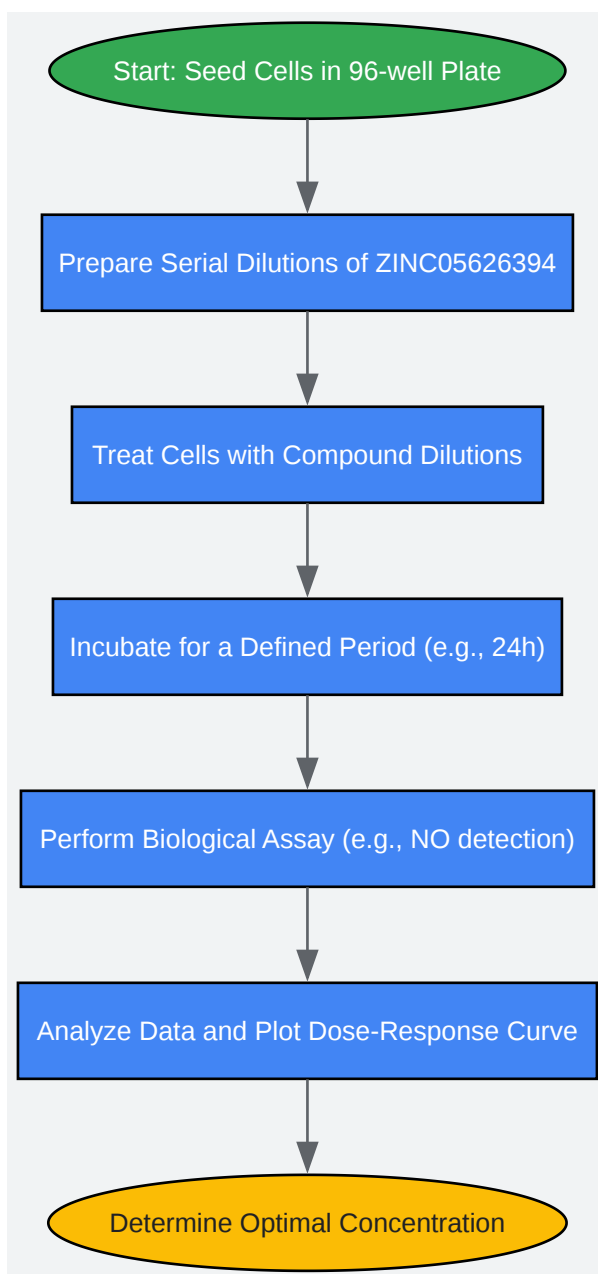 Start: Seed Cells in 96-well Plate
Prepare Serial Dilutions of ZINC05626394
Treat Cells with Compound Dilutions
Incubate for a Defined Period (e.g., 24h)
Perform Biological Assay (e.g., NO detection)
Analyze Data and Plot Dose-Response Curve
Determine Optimal Concentration